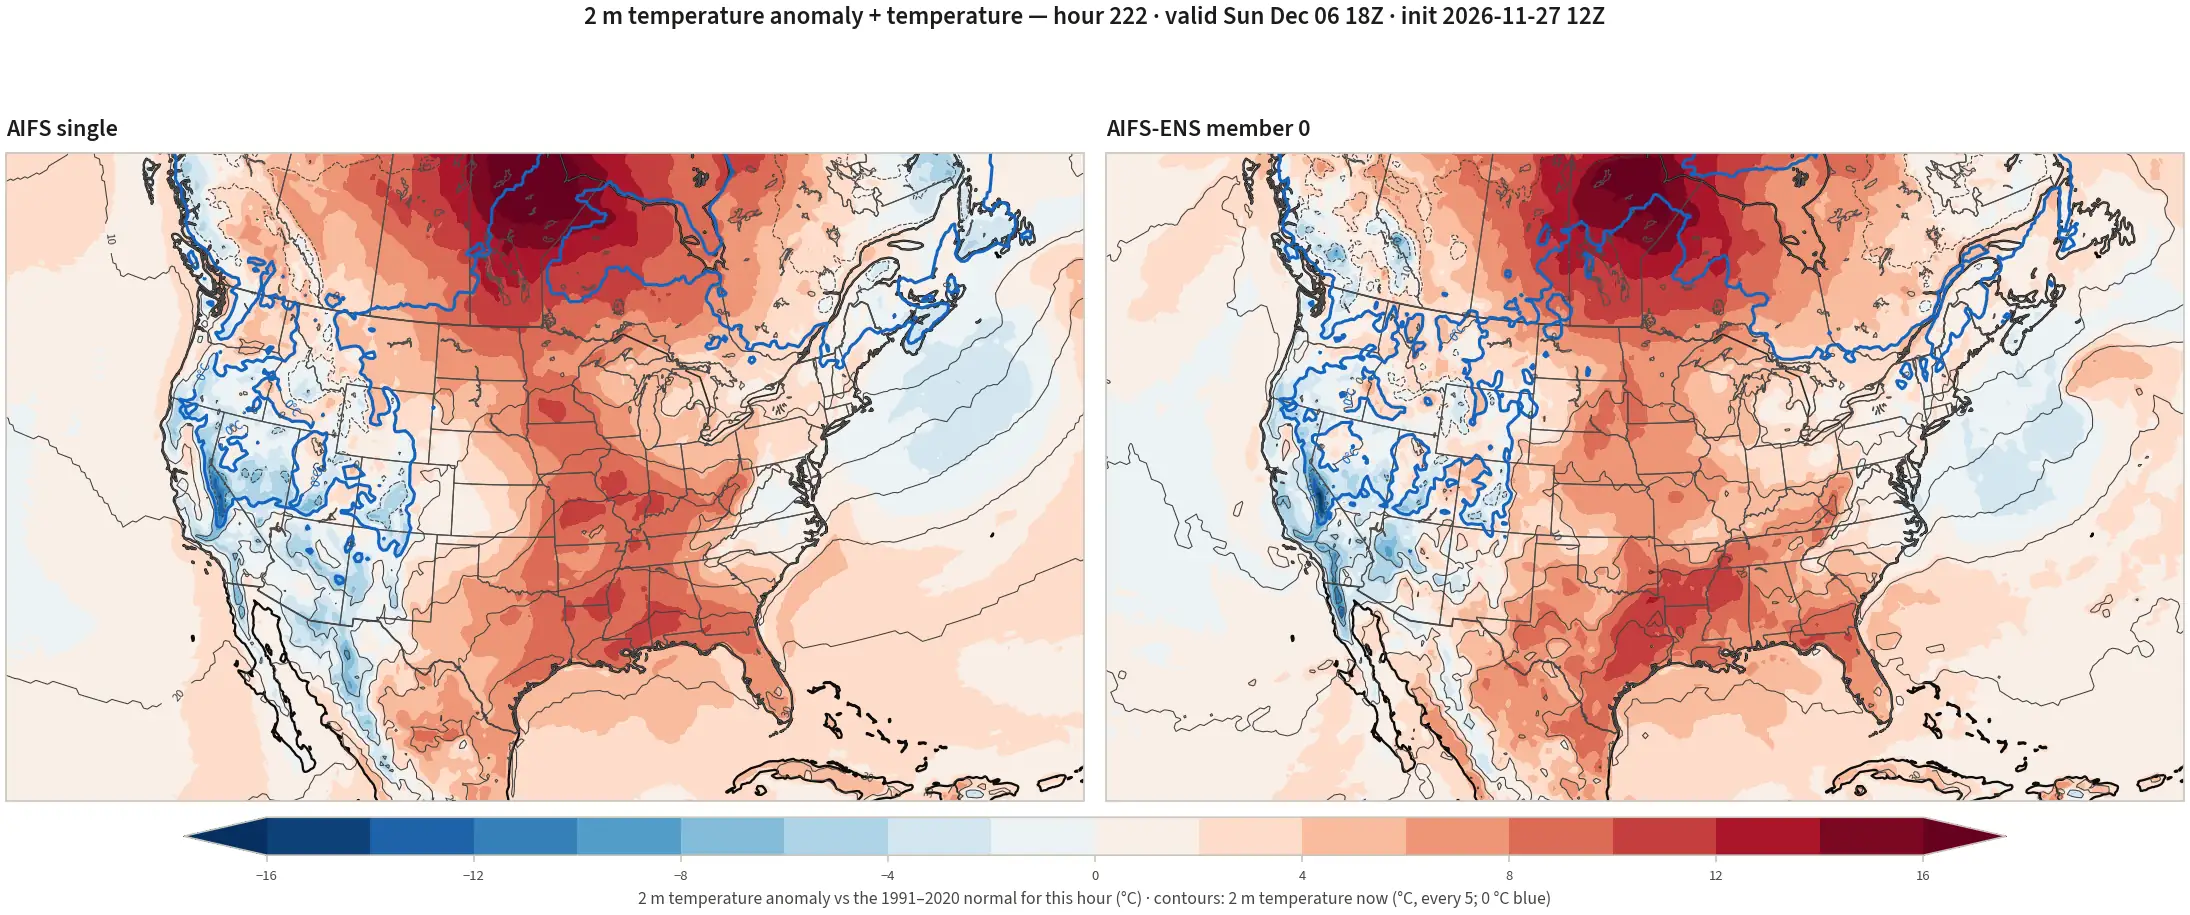 2 m temperature anomaly + temperature — hour 222 · valid Sun Dec 06 18Z · init 2026-11-27 12Z
AIFS single
AIFS-ENS member 0
10
20
−16
−12
−8
−4
0
4
8
12
16
2 m temperature anomaly vs the 1991–2020 normal for this hour (°C) · contours: 2 m temperature now (°C, every 5; 0 °C blue)